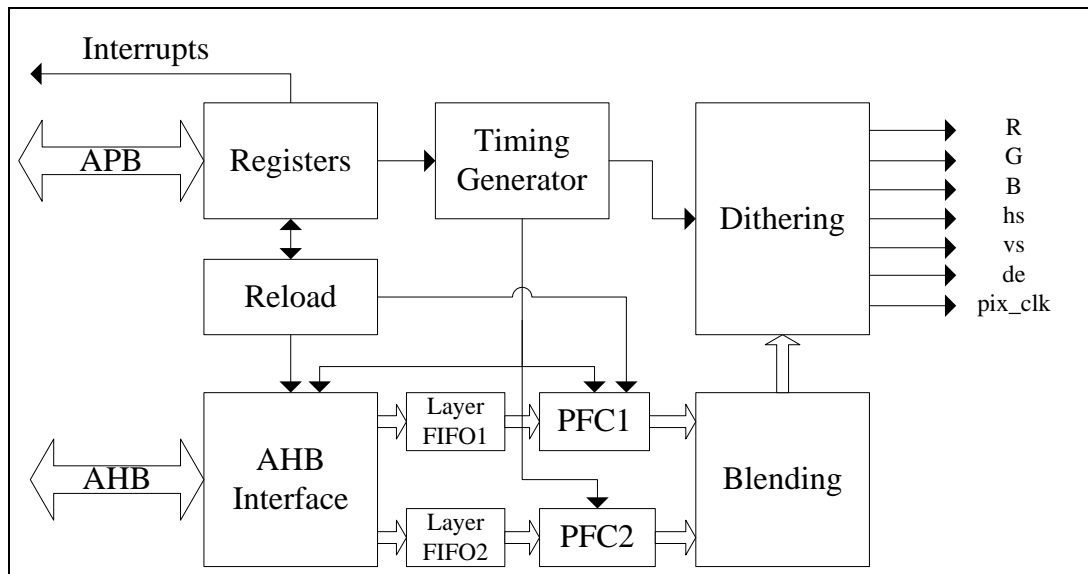 Interrupts
APB
Registers
Timing
Generator
Dithering
R
G
B
hs
vs
de
pix_clk
Reload
AHB
AHB
Interface
Layer
FIFO1
PFC1
Layer
FIFO2
PFC2
Blending